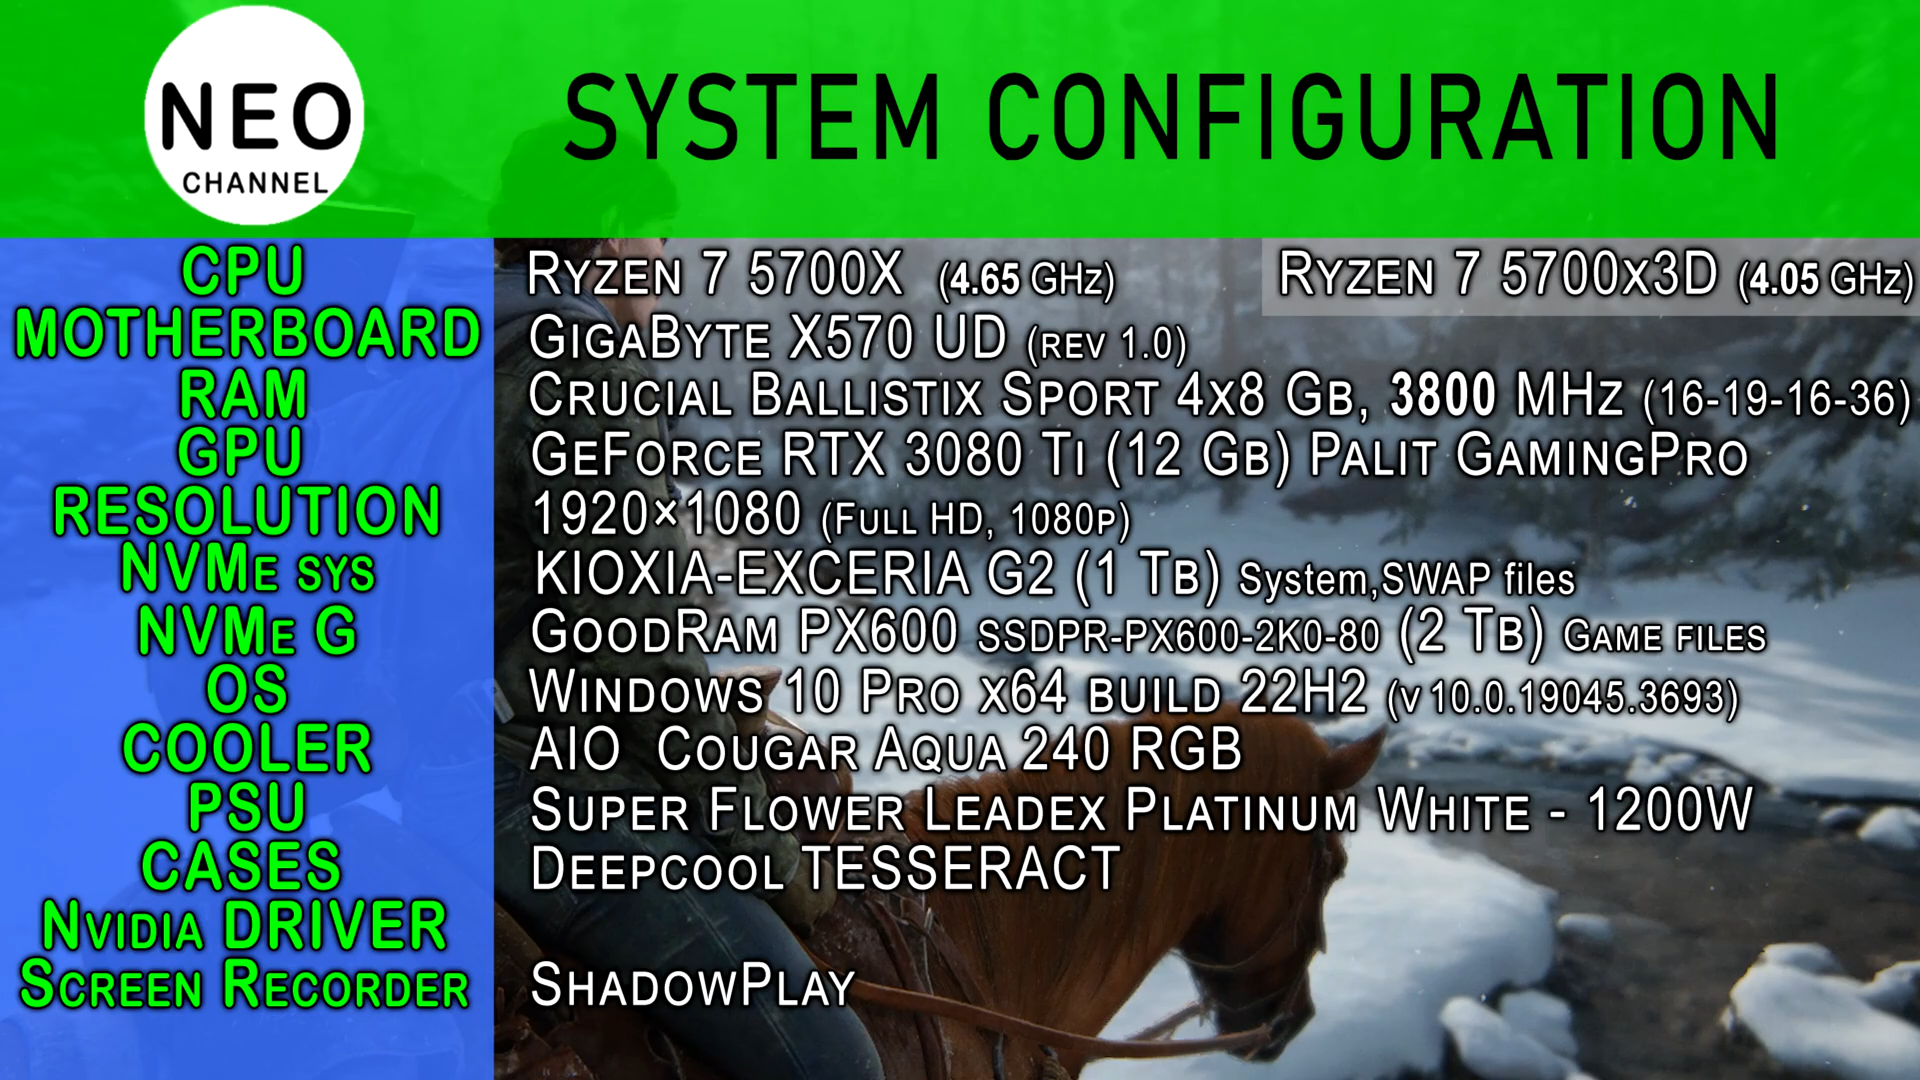 NEO
CHANNEL
SYSTEM CONFIGURATION
CPU Ryzen 7 5700X (4.65 GHz) Ryzen 7 5700x3D (4.05 GHz)
MOTHERBOARD GigaByte X570 UD (rev 1.0)
RAM Crucial Ballistix Sport 4x8 Gb, 3800 MHz (16-19-16-36)
GPU GeForce RTX 3080 Ti (12 Gb) Palit GamingPro
RESOLUTION 1920×1080 (Full HD, 1080p)
NVMe sys KIOXIA-EXCERIA G2 (1 Tb) System,SWAP files
NVMe G GoodRam PX600 SSDPR-PX600-2K0-80 (2 Tb) Game files
OS Windows 10 Pro x64 build 22H2 (v 10.0.19045.3693)
COOLER AIO Cougar Aqua 240 RGB
PSU Super Flower Leadex Platinum White - 1200W
CASES Deepcool TESSERACT
Nvidia DRIVER
Screen Recorder ShadowPlay